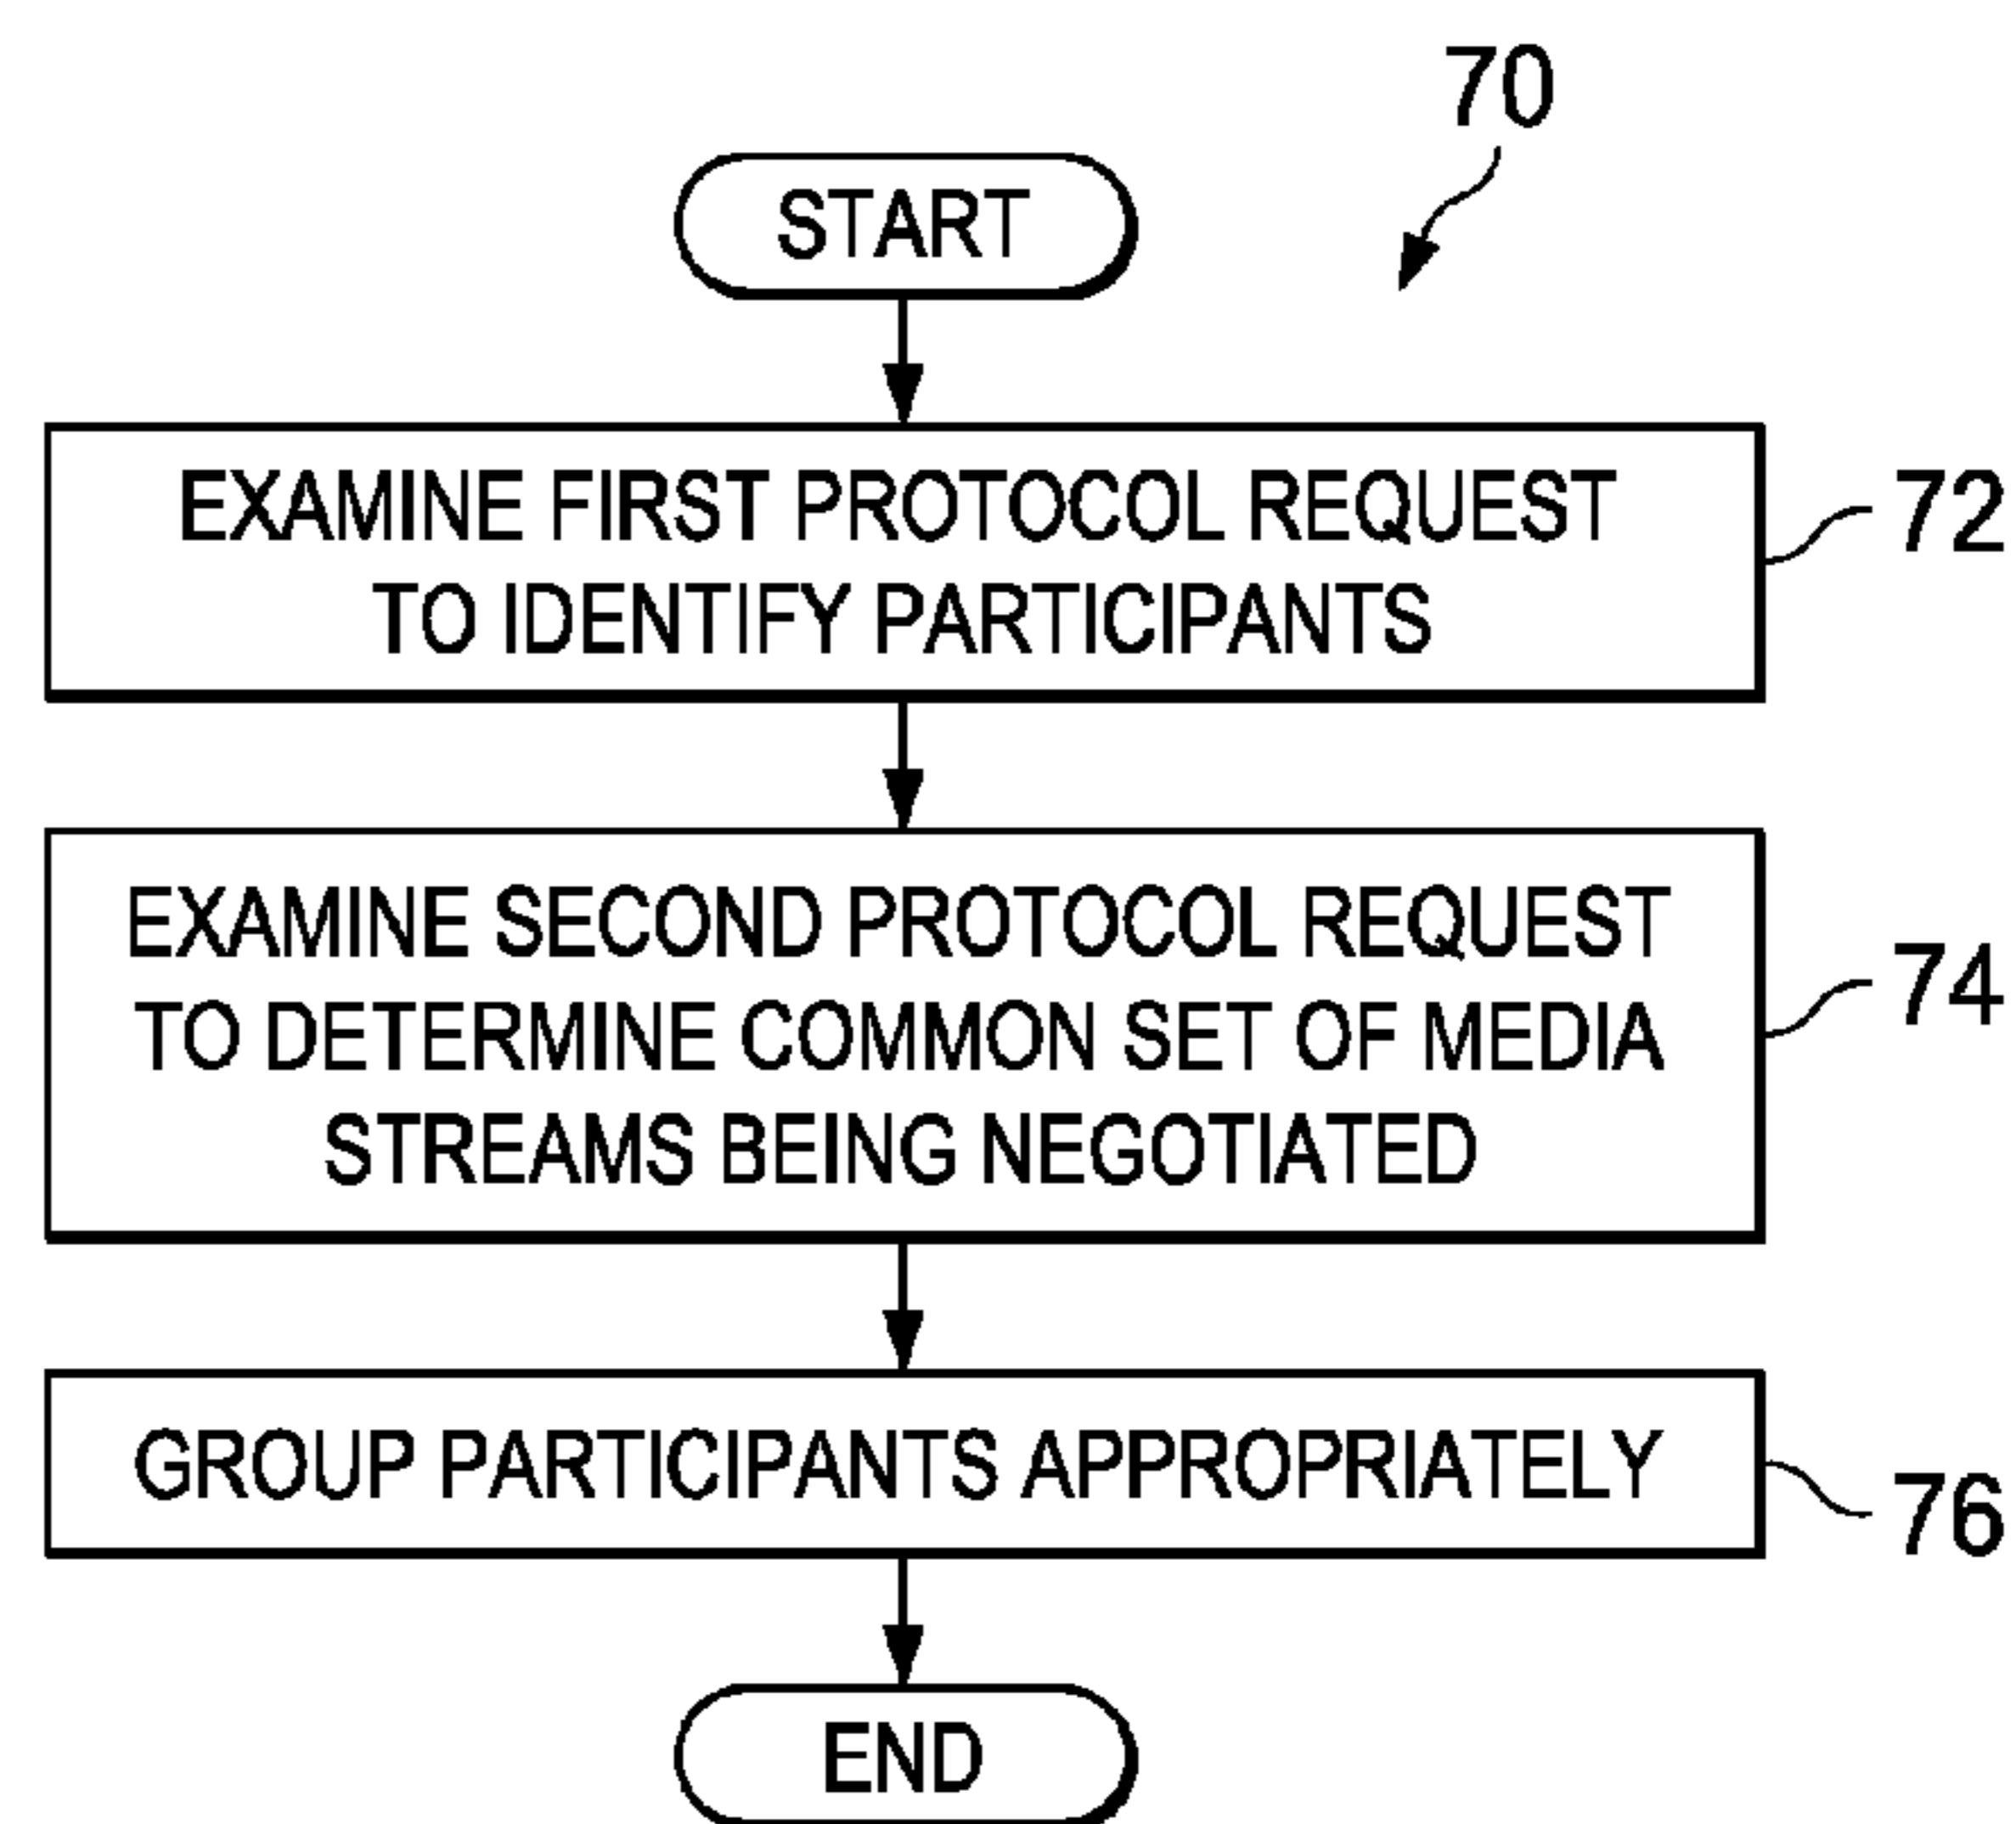 70
START
EXAMINE FIRST PROTOCOL REQUEST
TO IDENTIFY PARTICIPANTS
72
EXAMINE SECOND PROTOCOL REQUEST
TO DETERMINE COMMON SET OF MEDIA
STREAMS BEING NEGOTIATED
74
GROUP PARTICIPANTS APPROPRIATELY
76
END